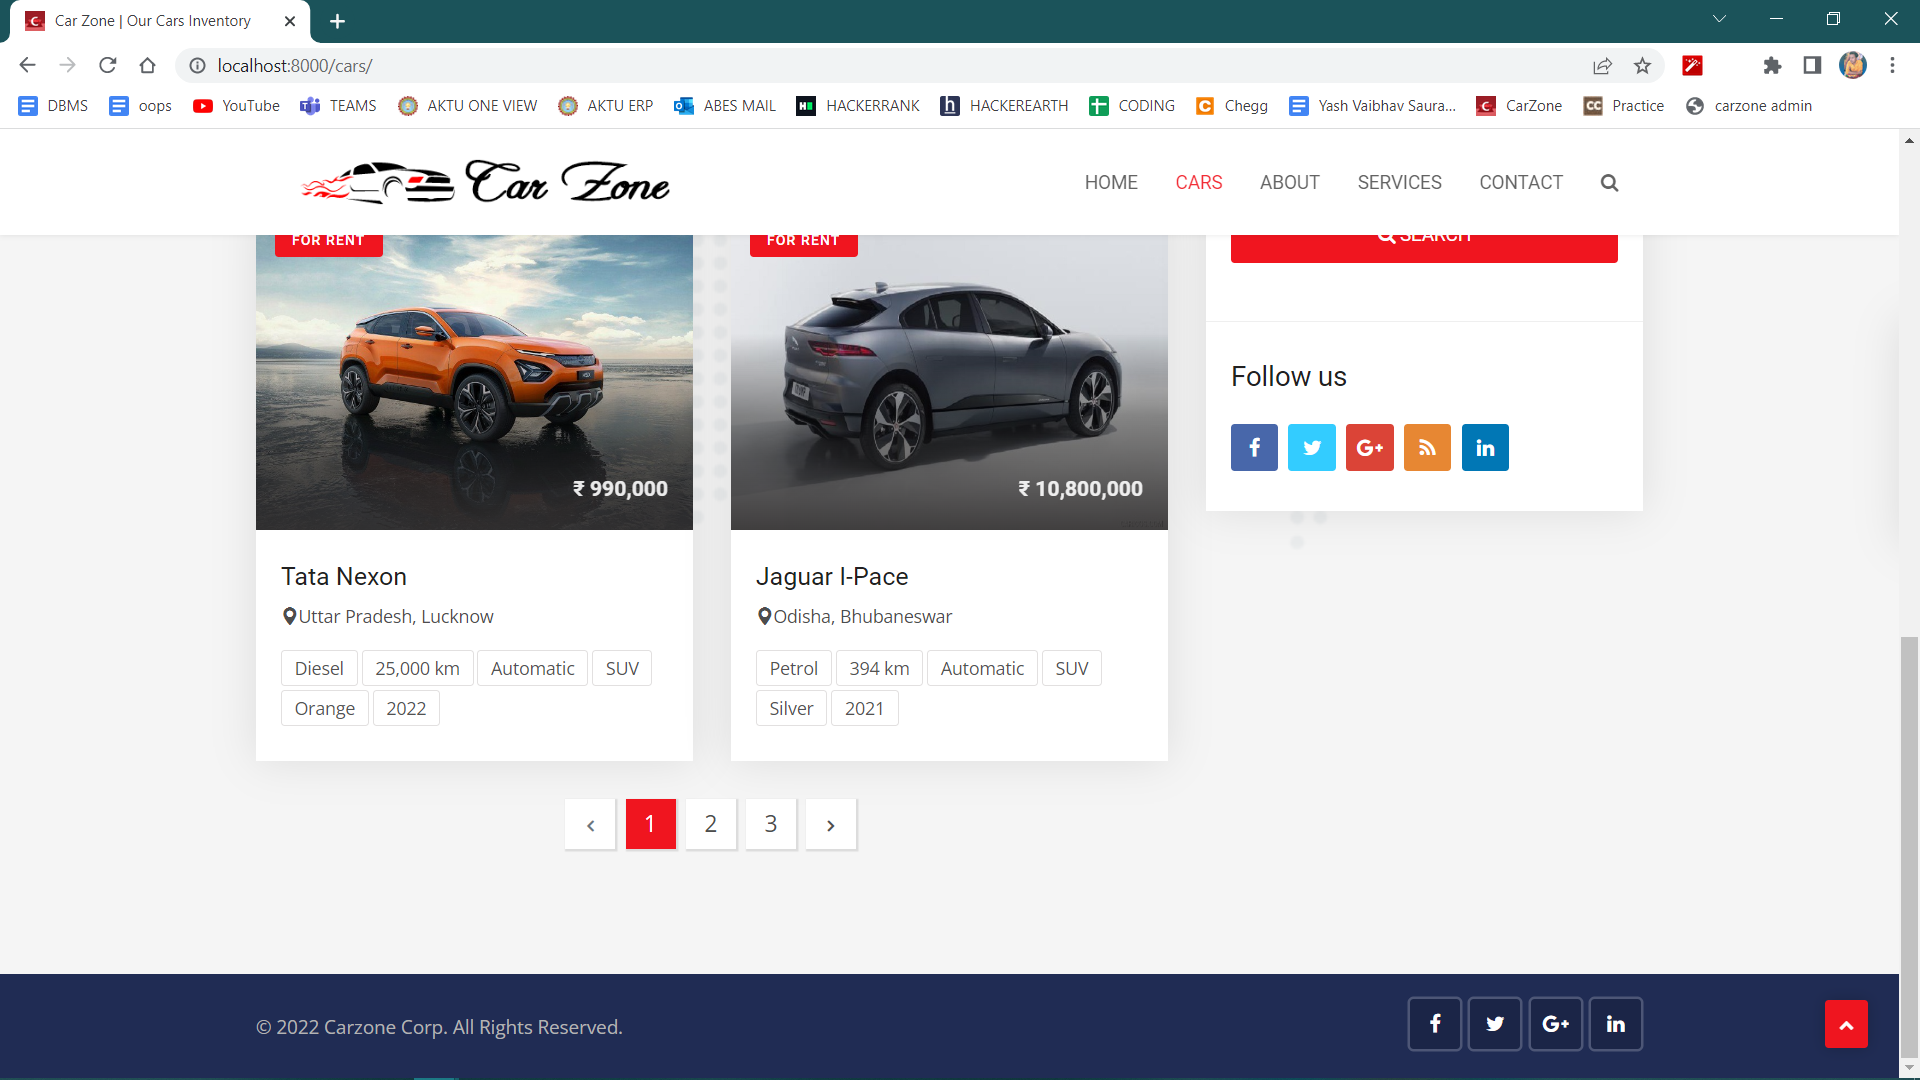 Car Zone | Our Cars Inventory
localhost:8000/cars/
DBMS oops YouTube TEAMS AKTU ONE VIEW AKTU ERP ABES MAIL HACKERRANK HACKEREARTH CODING Chegg Yash Vaibhav Saura... CarZone Practice carzone admin
Car Zone
HOME CARS ABOUT SERVICES CONTACT
FOR RENT
FOR RENT
SEARCH
₹ 990,000
₹ 10,800,000
Follow us
Tata Nexon
Uttar Pradesh, Lucknow
Diesel 25,000 km Automatic SUV
Orange 2022
Jaguar I-Pace
Odisha, Bhubaneswar
Petrol 394 km Automatic SUV
Silver 2021
‹ 1 2 3 ›
© 2022 Carzone Corp. All Rights Reserved.